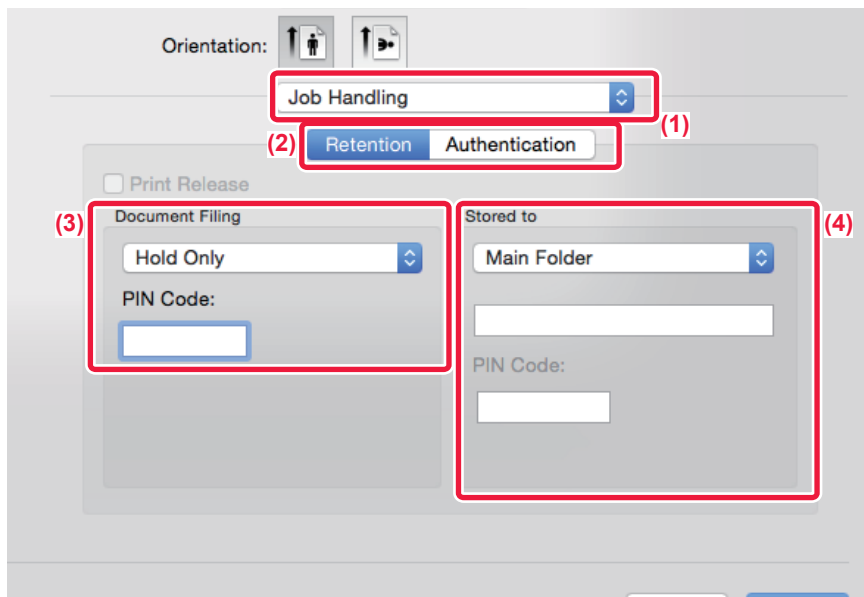 Orientation:
Job Handling
(1)
(2)
Retention Authentication
Print Release
(3)
Document Filing
Hold Only
PIN Code:
Stored to
(4)
Main Folder
PIN Code: